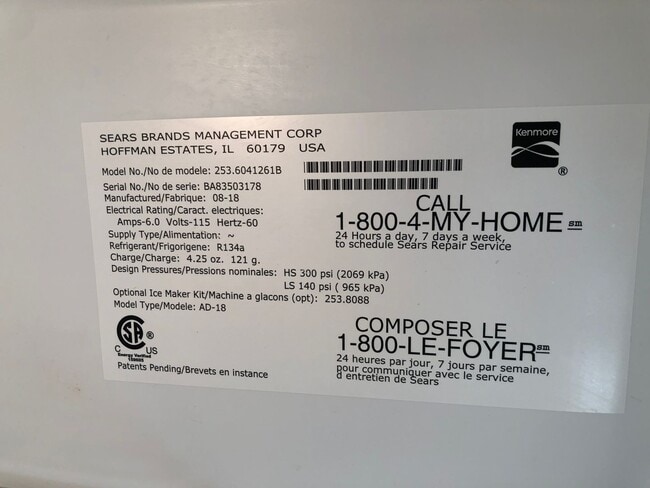 SEARS BRANDS MANAGEMENT CORP
HOFFMAN ESTATES, IL 60179 USA
Kenmore
®
Model No./No de modele: 253.6041261B
Serial No./No de serie: BA83503178
Manufactured/Fabrique: 08-18
Electrical Rating/Caract. electriques:
Amps-6.0 Volts-115 Hertz-60
Supply Type/Alimentation: ~
Refrigerant/Frigorigene: R134a
Charge/Charge: 4.25 oz. 121 g.
Design Pressures/Pressions nominales: HS 300 psi (2069 kPa)
LS 140 psi ( 965 kPa)
Optional Ice Maker Kit/Machine a glacons (opt): 253.8088
Model Type/Modele: AD-18
CALL
1-800-4-MY-HOME sm
24 Hours a day, 7 days a week,
to schedule Sears Repair Service
SA ®
C US
Energy Verified
Patents Pending/Brevets en instance
COMPOSER LE
1-800-LE-FOYER sm
24 heures par jour, 7 jours par semaine,
pour communiquer avec le service
d entretien de Sears